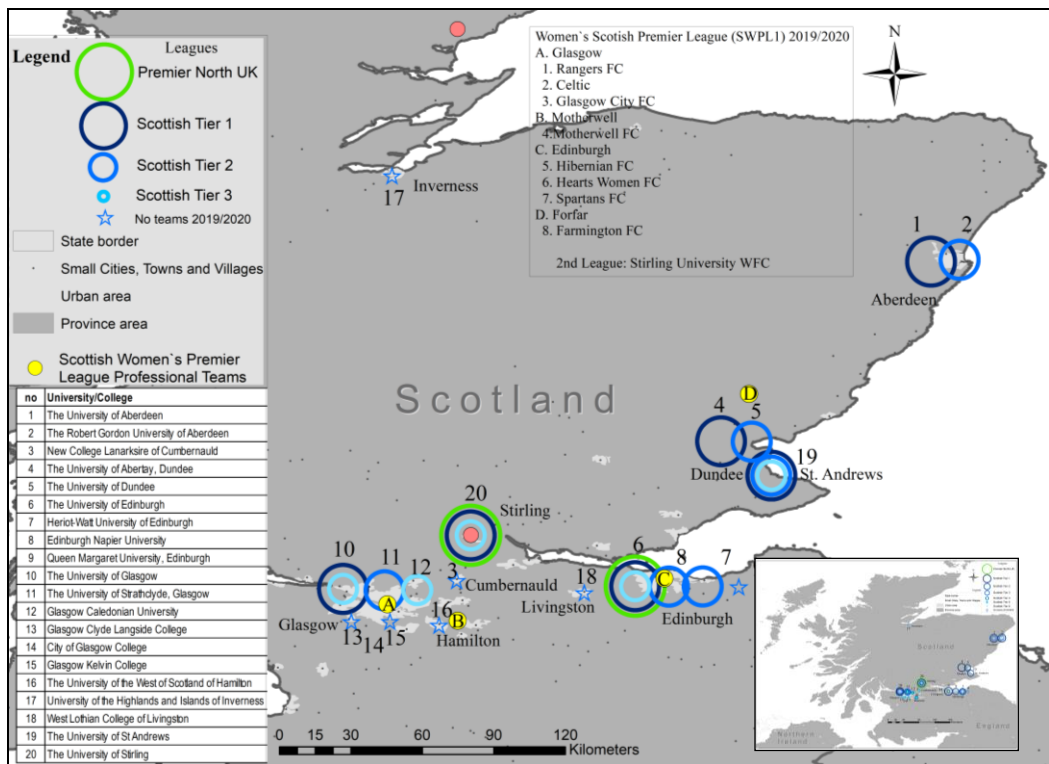 Legend
Leagues
Premier North UK
Scottish Tier 1
Scottish Tier 2
Scottish Tier 3
No teams 2019/2020
State border
Small Cities, Towns and Villages
Urban area
Province area
Scottish Women`s Premier
League Professional Teams
Women`s Scotish Premier League (SWPL1) 2019/2020
A. Glasgow
1. Rangers FC
2. Celtic
3. Glasgow City FC
B. Motherwell
4.Motherwell FC
C. Edinburgh
5. Hibernian FC
6. Hearts Women FC
7. Spartans FC
D. Forfar
8. Farmington FC
2nd League: Stirling University WFC
N
17
Inverness
1
2
Aberdeen
Scotland
D
4
5
Dundee
19
St. Andrews
20
Stirling
10
11
12
3
Cumbernauld
A
Glasgow
13
14
15
16
B
Hamilton
18
Livingston
6
C
8
7
Edinburgh
no University/College
1 The University of Aberdeen
2 The Robert Gordon University of Aberdeen
3 New College Lanarksire of Cumbernauld
4 The University of Abertay, Dundee
5 The University of Dundee
6 The University of Edinburgh
7 Heriot-Watt University of Edinburgh
8 Edinburgh Napier University
9 Queen Margaret University, Edinburgh
10 The University of Glasgow
11 The University of Strathclyde, Glasgow
12 Glasgow Caledonian University
13 Glasgow Clyde Langside College
14 City of Glasgow College
15 Glasgow Kelvin College
16 The University of the West of Scotland of Hamilton
17 University of the Highlands and Islands of Inverness
18 West Lothian College of Livingston
19 The University of St Andrews
20 The University of Stirling
0 15 30 60 90 120
Kilometers
Scotland
England
Northern
Ireland